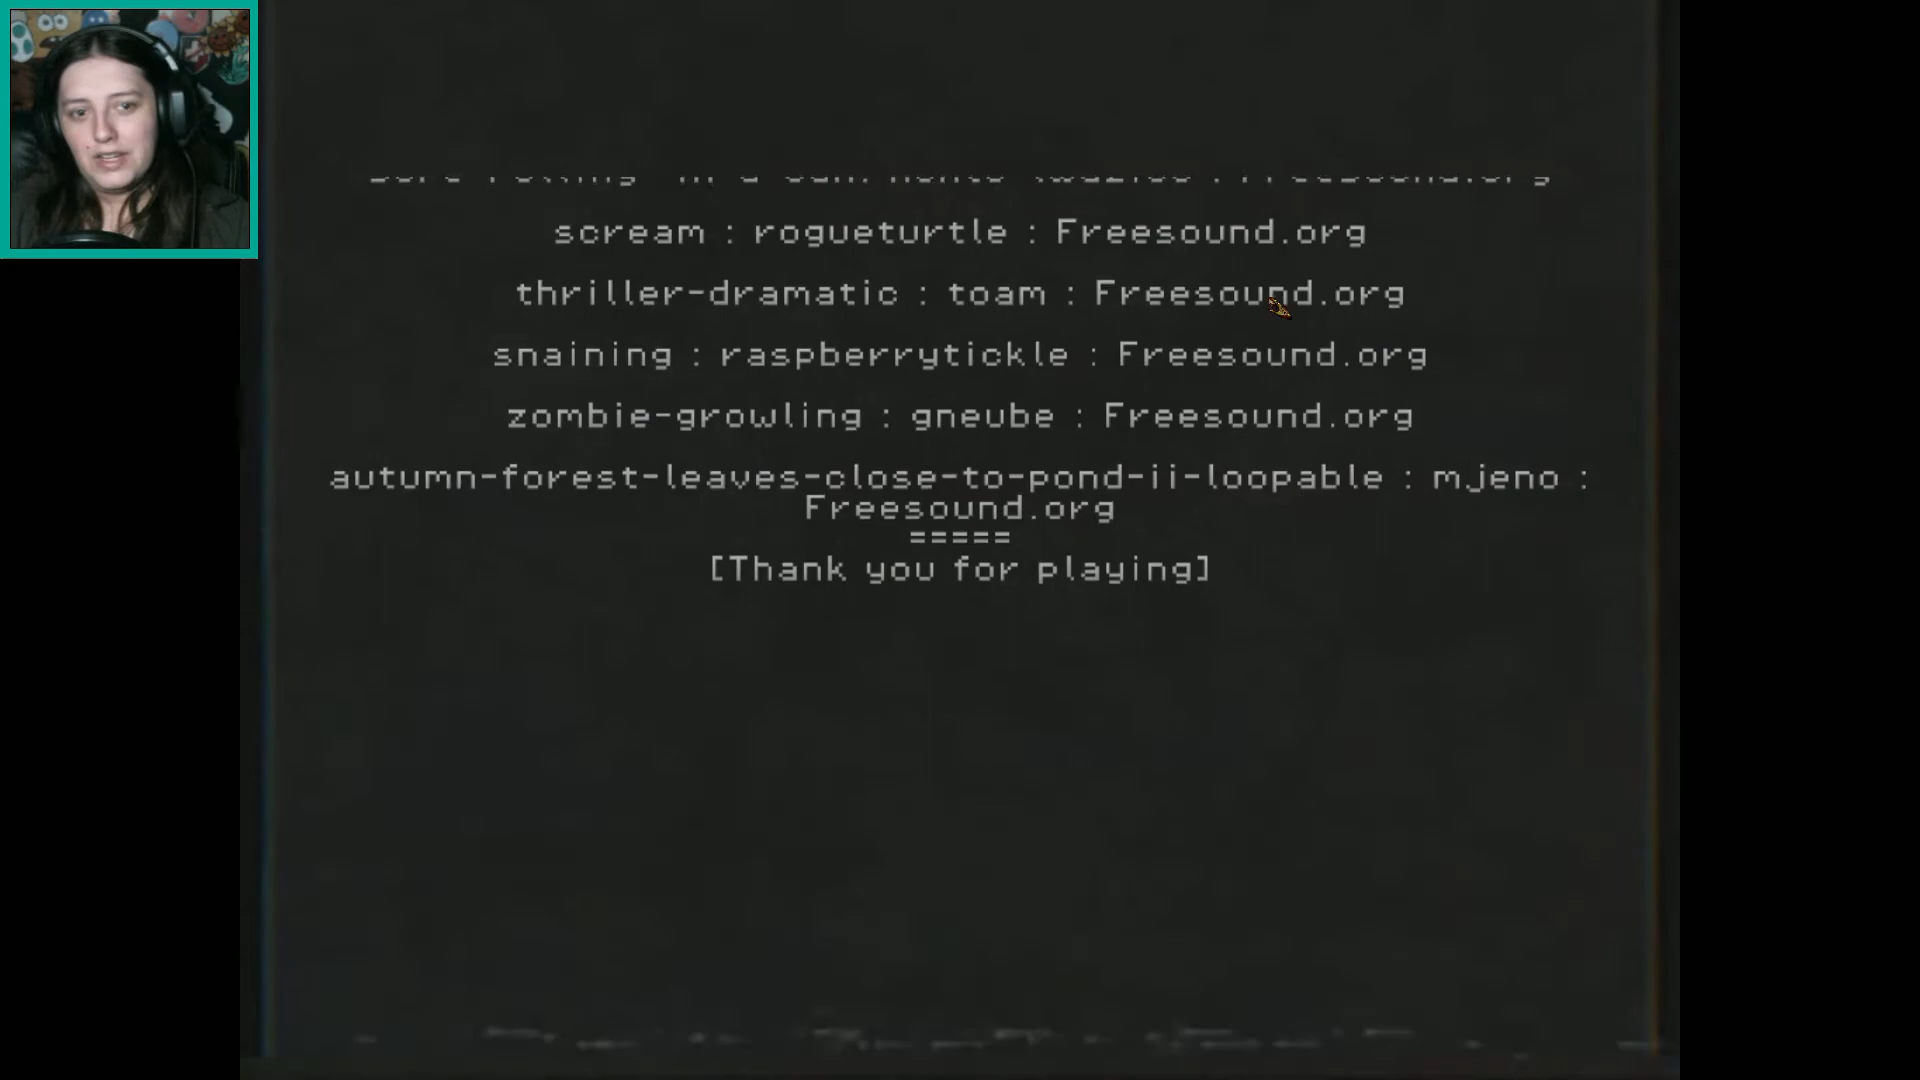 scream : rogueturtle : Freesound.org
thriller-dramatic : toam : Freesound.org
snaining : raspberrytickle : Freesound.org
zombie-growling : gneube : Freesound.org
autumn-forest-leaves-close-to-pond-ii-loopable : mjeno :
Freesound.org
=====
[Thank you for playing]